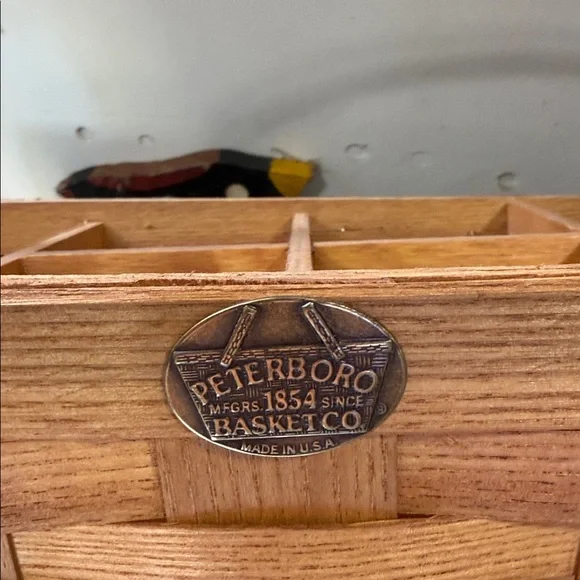 PETERBORO
MFGRS. 1854 SINCE
BASKET CO.
®
MADE IN U.S.A.